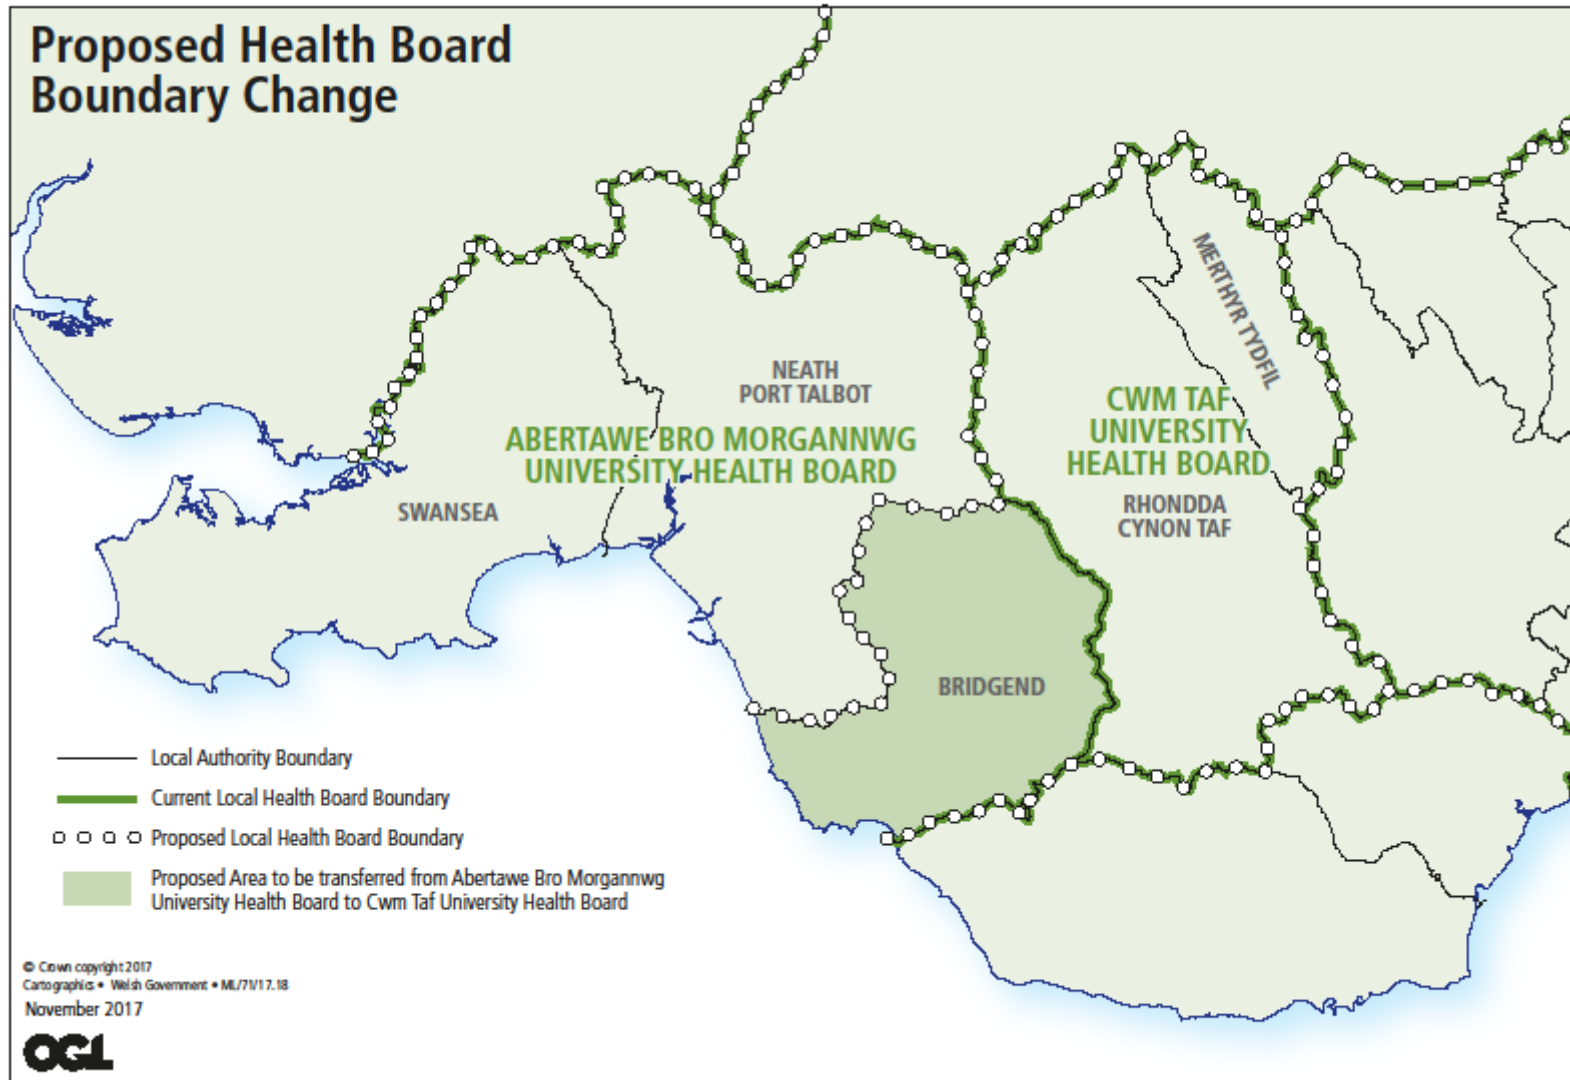 Proposed Health Board
Boundary Change
MERTHYR TYDFIL
NEATH
PORT TALBOT
CWM TAF
UNIVERSITY
HEALTH BOARD
ABERTAWE BRO MORGANNWG
UNIVERSITY HEALTH BOARD
SWANSEA
RHONDDA
CYNON TAF
BRIDGEND
Local Authority Boundary
Current Local Health Board Boundary
Proposed Local Health Board Boundary
Proposed Area to be transferred from Abertawe Bro Morgannwg
University Health Board to Cwm Taf University Health Board
© Crown copyright 2017
Cartographics • Welsh Government • ML/71/17.18
November 2017
OGL